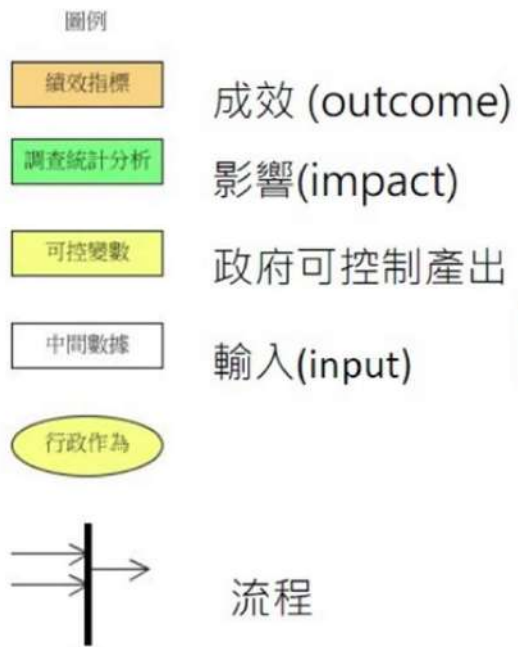 圖例
績效指標
成效 (outcome)
調查統計分析
影響(impact)
可控變數
政府可控制產出
中間數據
輸入(input)
行政作為
流程